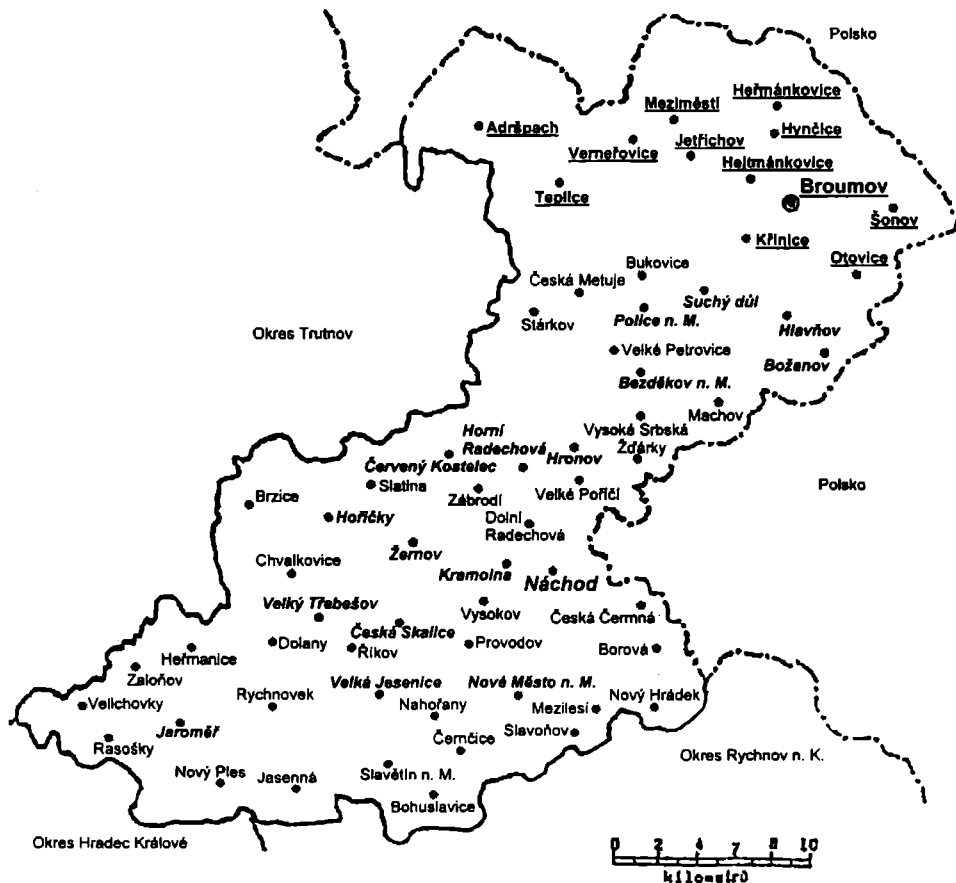 Polsko
Heřmánkovice
Meziměstí
Adršpach
Hynčice
Verneřovice
Jetřichov
Hejtmánkovice
Teplice
Broumov
Šonov
Křinice
Otovice
Bukovice
Česká Metuje
Suchý důl
Stárkov
Police n. M.
Hlavňov
Okres Trutnov
Velké Petrovice
Božanov
Bezděkov n. M.
Machov
Vysoká Srbská
Horní
Radechová
Hronov
Žďárky
Červený Kostelec
Slatina
Velké Poříčí
Polsko
Brzice
Zábrodí
Hořičky
Dolní
Radechová
Žernov
Chvalkovice
Kramolna
Náchod
Velký Třebešov
Vysokov
Česká Čermná
Česká Skalice
Dolany
Říkov
Provodov
Borová
Heřmanice
Zaloňov
Velká Jesenice
Nové Město n. M.
Velichovky
Rychnovek
Nahořany
Mezilesí
Nový Hrádek
Jaroměř
Slavoňov
Rasošky
Černčice
Okres Rychnov n. K.
Nový Ples
Jasenná
Slavětín n. M.
Bohuslavice
Okres Hradec Králové
0 2 4 7 8 10
kilometrů